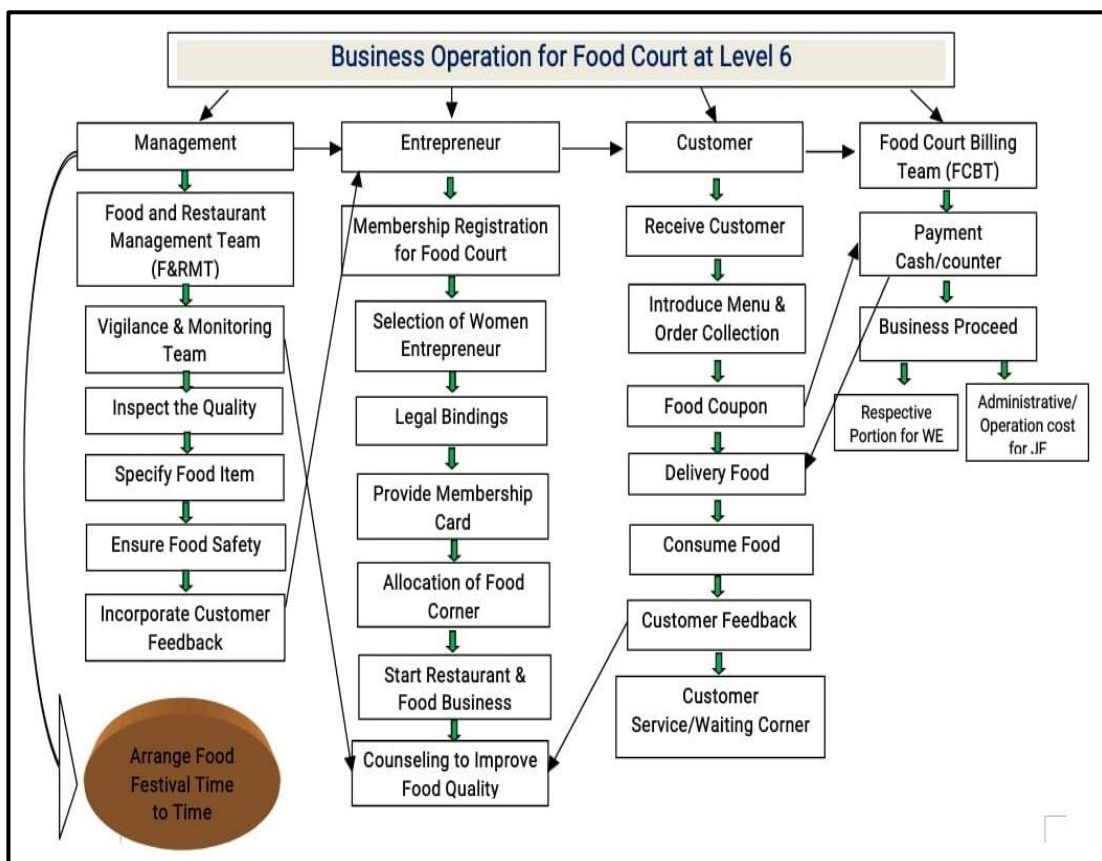 Business Operation for Food Court at Level 6
Management
Food and Restaurant
Management Team
(F&RMT)
Vigilance & Monitoring
Team
Inspect the Quality
Specify Food Item
Ensure Food Safety
Incorporate Customer
Feedback
Arrange Food
Festival Time
to Time
Entrepreneur
Membership Registration
for Food Court
Selection of Women
Entrepreneur
Legal Bindings
Provide Membership
Card
Allocation of Food
Corner
Start Restaurant &
Food Business
Counseling to Improve
Food Quality
Customer
Receive Customer
Introduce Menu &
Order Collection
Food Coupon
Delivery Food
Consume Food
Customer Feedback
Customer
Service/Waiting Corner
Food Court Billing
Team (FCBT)
Payment
Cash/counter
Business Proceed
Respective
Portion for WE
Administrative/
Operation cost
for JF